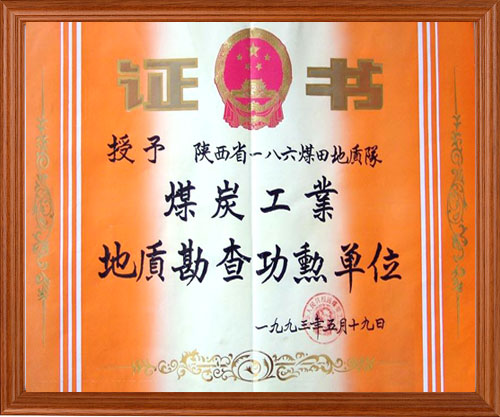 证书
授予 陕西省一八六煤田地质队
煤炭工業
地质勘查功勲单位
一九九三年五月十九日